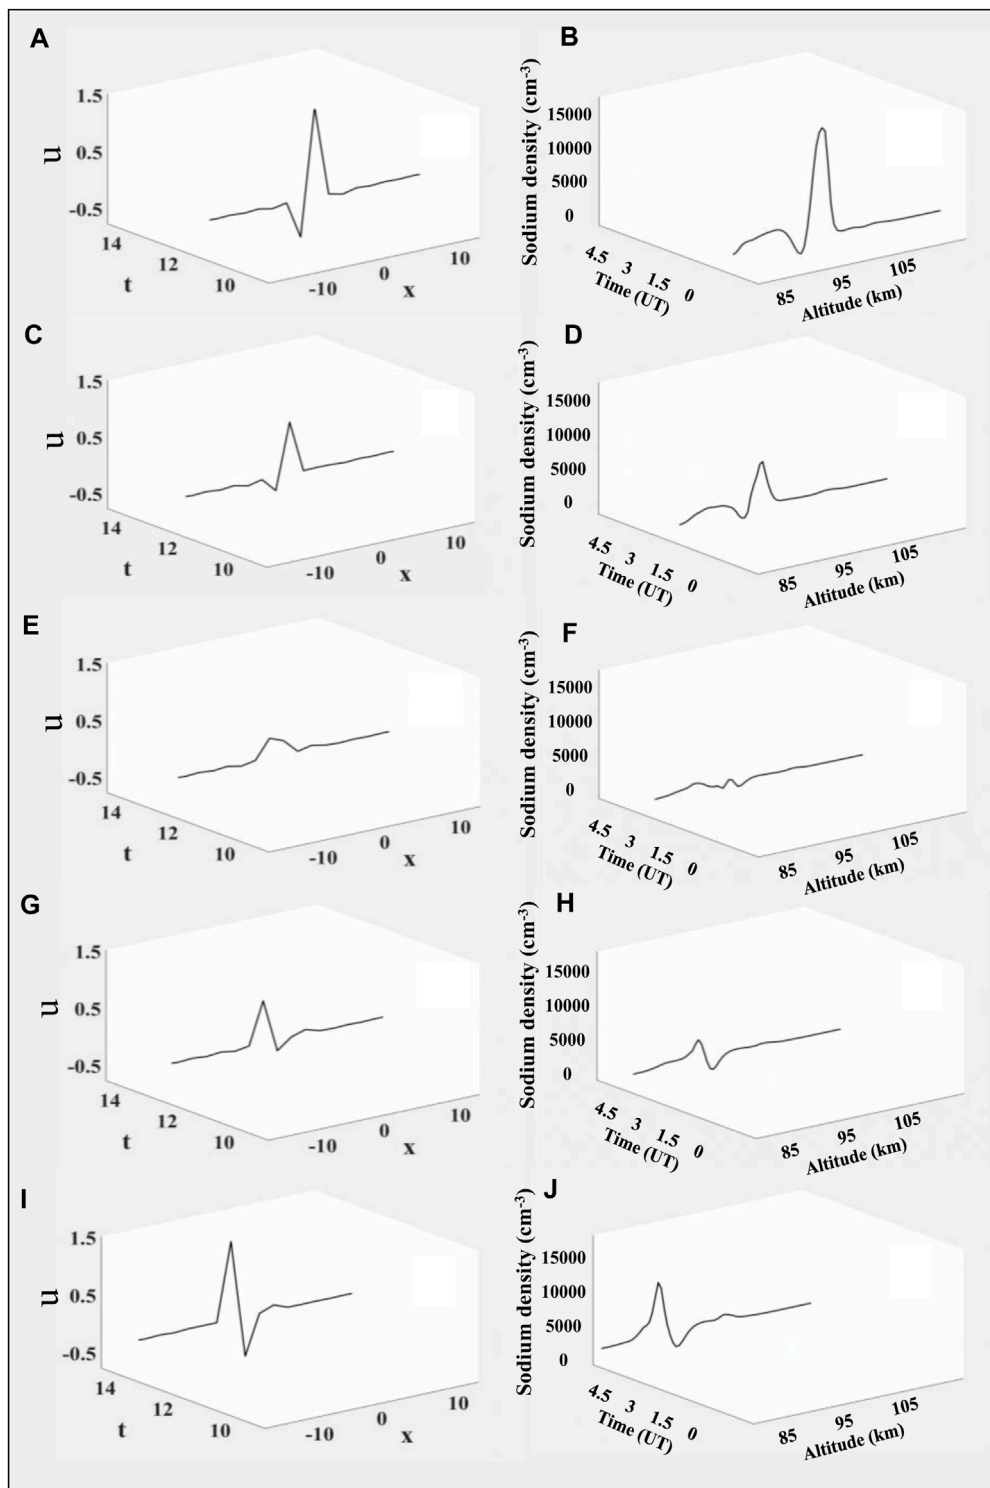 A
1.5
0.5
-0.5
n
14
12
10
t
-10
0
10
x
B
Sodium density (cm-3)
15000
10000
5000
0
4.5 3 1.5 0
Time (UT)
85 95 105
Altitude (km)
C
1.5
0.5
-0.5
n
14
12
10
t
-10
0
10
x
D
Sodium density (cm-3)
15000
10000
5000
0
4.5 3 1.5 0
Time (UT)
85 95 105
Altitude (km)
E
1.5
0.5
-0.5
n
14
12
10
t
-10
0
10
x
F
Sodium density (cm-3)
15000
10000
5000
0
4.5 3 1.5 0
Time (UT)
85 95 105
Altitude (km)
G
1.5
0.5
-0.5
n
14
12
10
t
-10
0
10
x
H
Sodium density (cm-3)
15000
10000
5000
0
4.5 3 1.5 0
Time (UT)
85 95 105
Altitude (km)
I
1.5
0.5
-0.5
n
14
12
10
t
-10
0
10
x
J
Sodium density (cm-3)
15000
10000
5000
0
4.5 3 1.5 0
Time (UT)
85 95 105
Altitude (km)